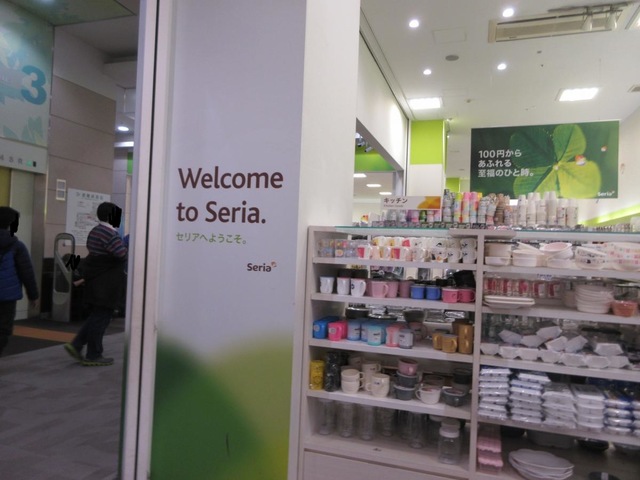 3
Welcome
to Seria.
セリアへようこそ。
Seria
キッチン
100円から
あふれる
至福のひと時。
Seria